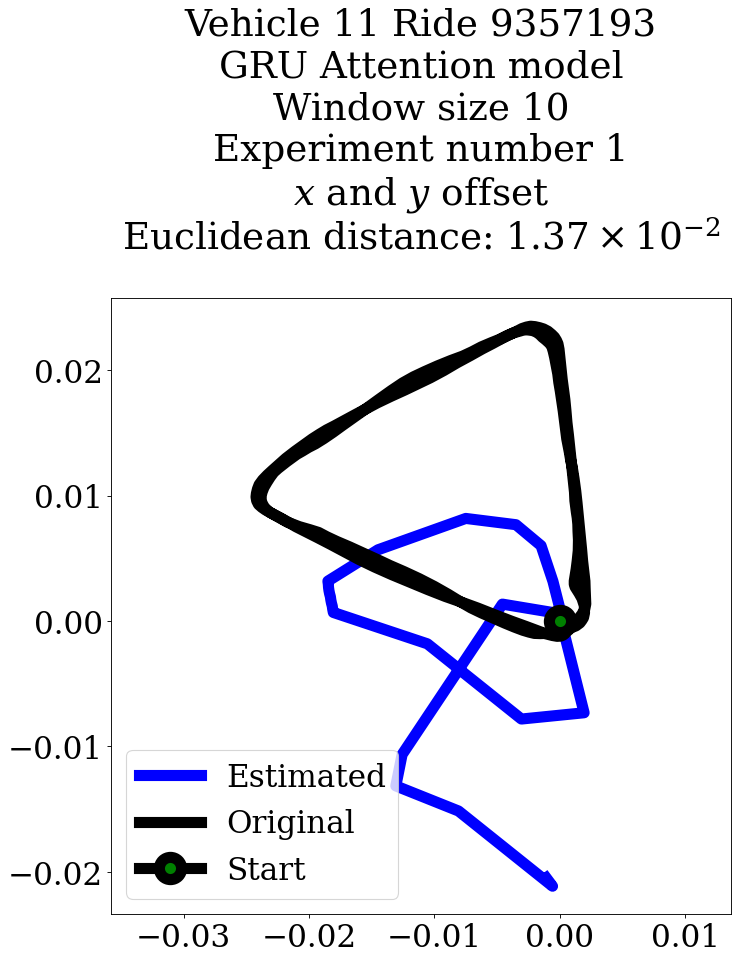 Vehicle 11 Ride 9357193
GRU Attention model
Window size 10
Experiment number 1
x and y offset
Euclidean distance: 1.37 × 10⁻²
0.02
0.01
0.00
−0.01
−0.02
Estimated
Original
Start
−0.03 −0.02 −0.01 0.00 0.01